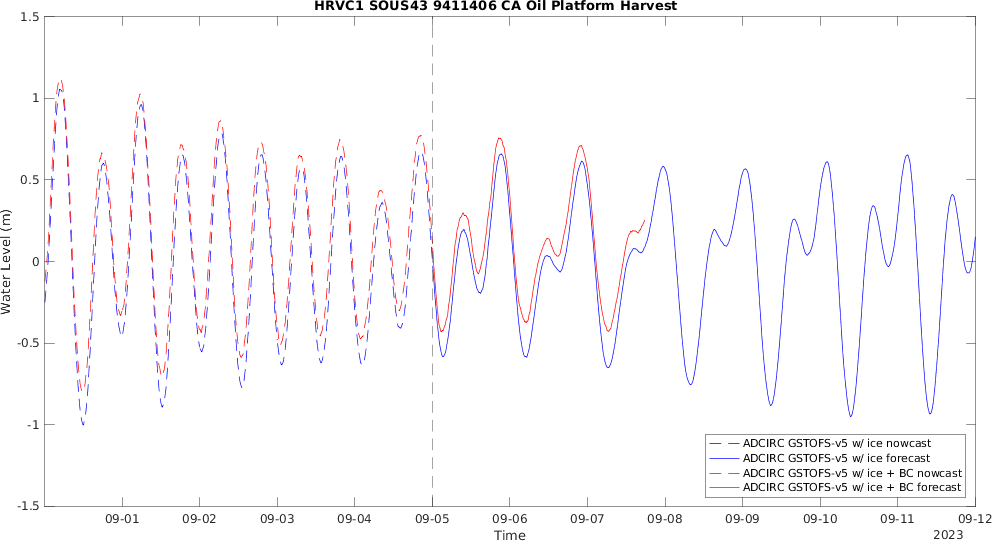 HRVC1 SOUS43 9411406 CA Oil Platform Harvest
1.5
1
0.5
0
-0.5
-1
-1.5
Water Level (m)
09-01 09-02 09-03 09-04 09-05 09-06 09-07 09-08 09-09 09-10 09-11 09-12
Time
2023
ADCIRC GSTOFS-v5 w/ ice nowcast
ADCIRC GSTOFS-v5 w/ ice forecast
ADCIRC GSTOFS-v5 w/ ice + BC nowcast
ADCIRC GSTOFS-v5 w/ ice + BC forecast